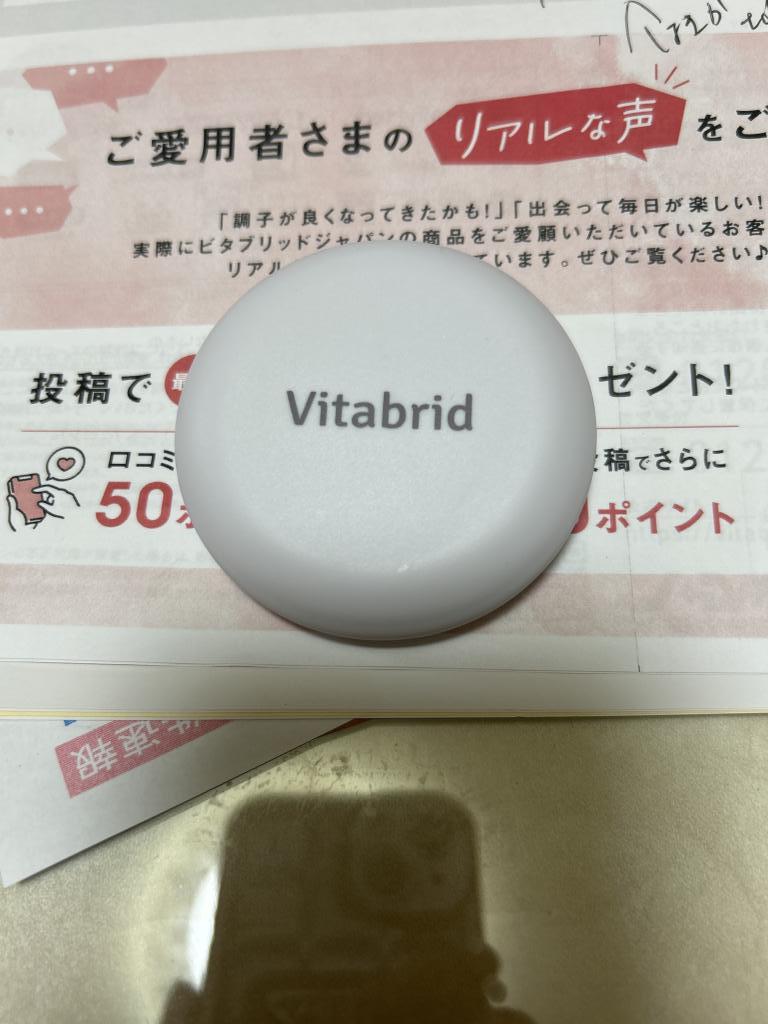 ご愛用者さまの リアルな声 をご
「調子が良くなってきたかも!」「出会って毎日が楽しい!
実際にビタブリッドジャパンの商品をご愛顧いただいているお客
リアル ています。ぜひご覧ください♪
投稿で 最 ゼント!
口コミ 稿でさらに
50 ポイント
Vitabrid
速報